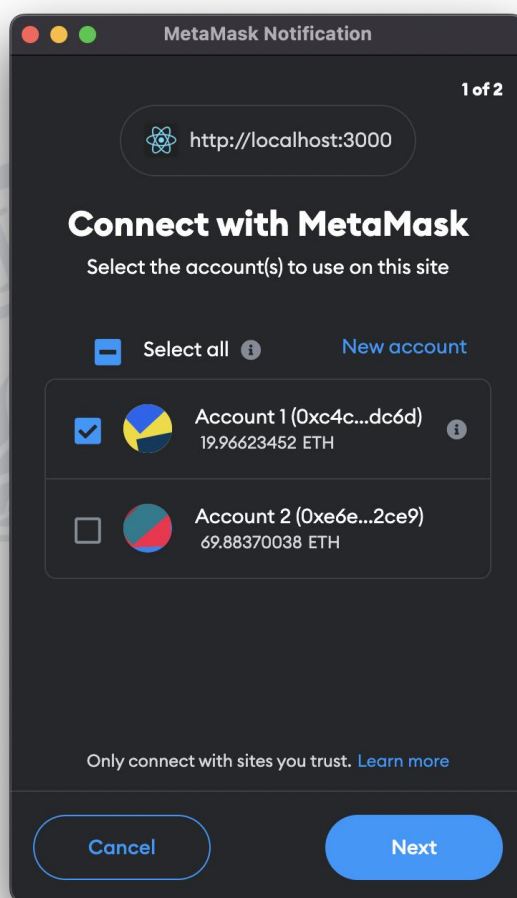 MetaMask Notification
1 of 2
http://localhost:3000
Connect with MetaMask
Select the account(s) to use on this site
Select all New account
Account 1 (0xc4c...dc6d)
19.96623452 ETH
Account 2 (0xe6e...2ce9)
69.88370038 ETH
Only connect with sites you trust. Learn more
Cancel Next